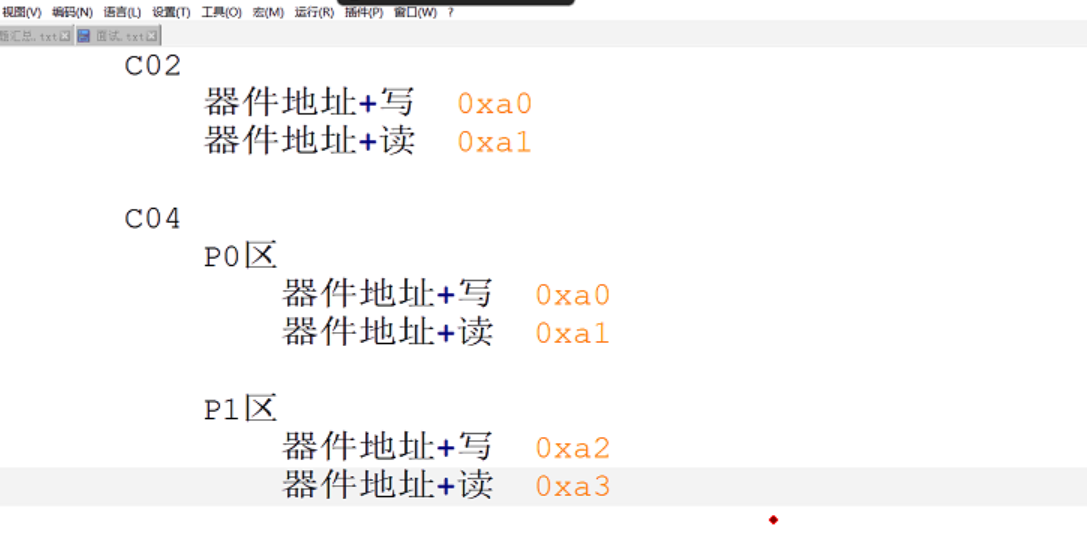 视图(V) 编码(N) 语言(L) 设置(T) 工具(O) 宏(M) 运行(R) 插件(P) 窗口(W) ?
题汇总.txt 面试.txt
C02
器件地址+写 0xa0
器件地址+读 0xa1
C04
P0区
器件地址+写 0xa0
器件地址+读 0xa1
P1区
器件地址+写 0xa2
器件地址+读 0xa3